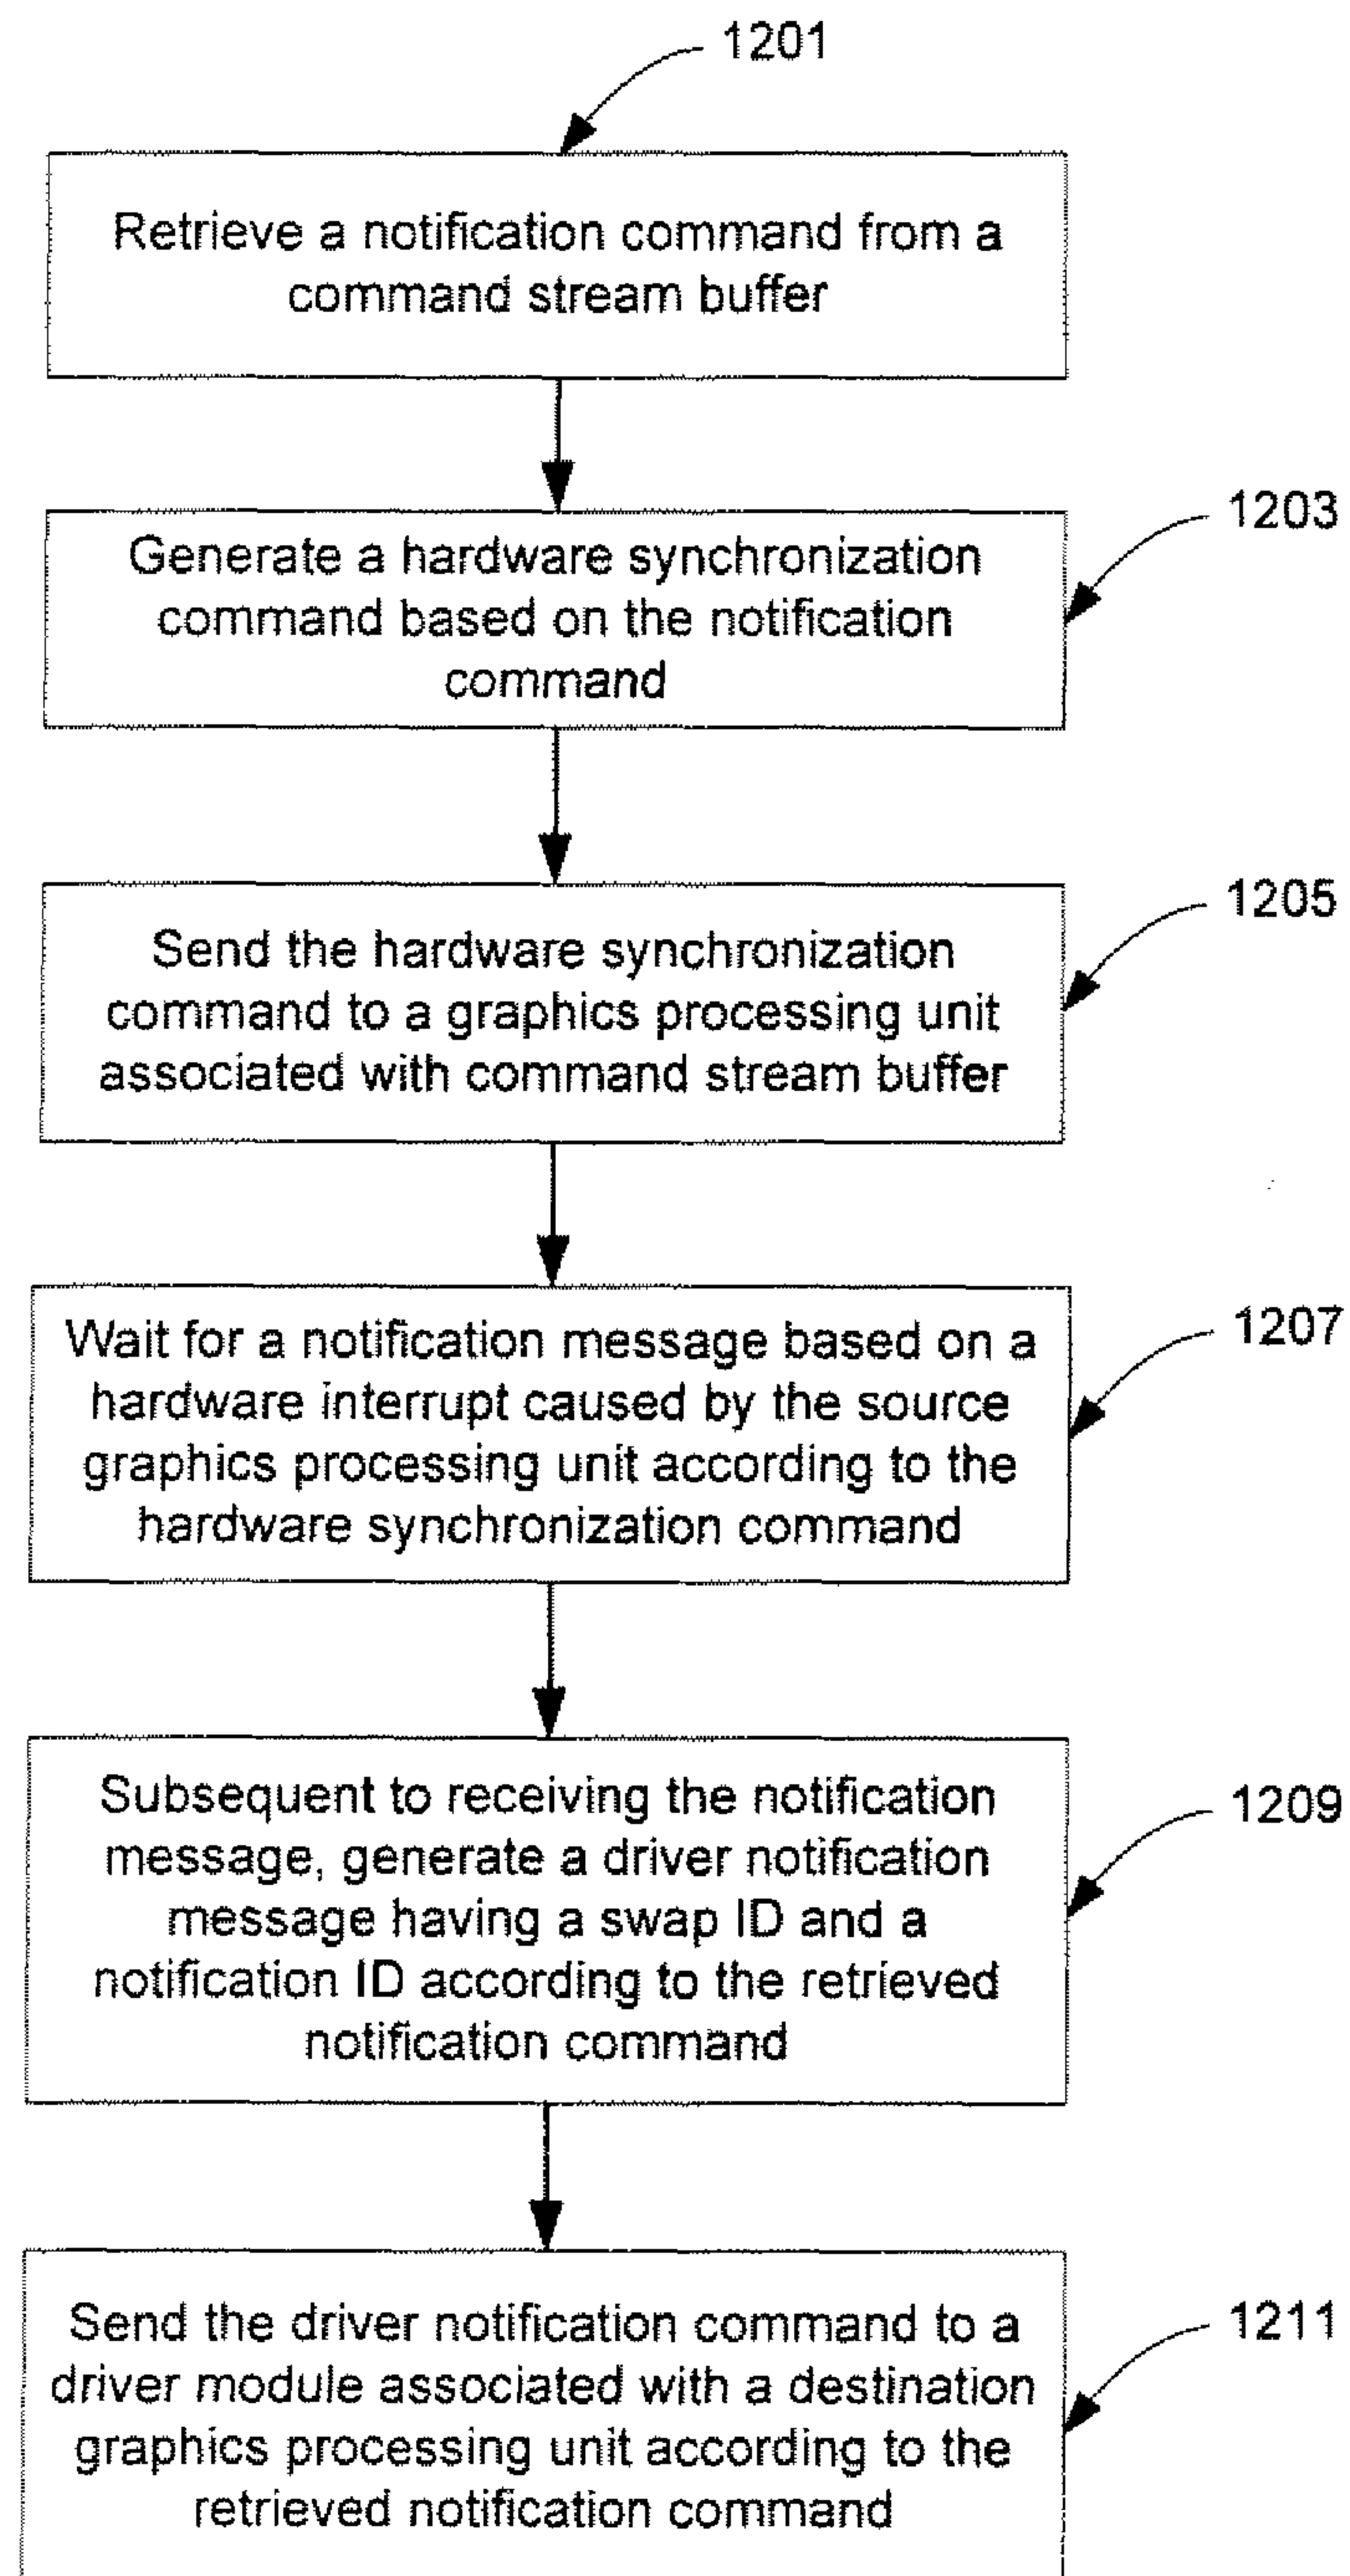 1201
Retrieve a notification command from a
command stream buffer
1203
Generate a hardware synchronization
command based on the notification
command
1205
Send the hardware synchronization
command to a graphics processing unit
associated with command stream buffer
1207
Wait for a notification message based on a
hardware interrupt caused by the source
graphics processing unit according to the
hardware synchronization command
1209
Subsequent to receiving the notification
message, generate a driver notification
message having a swap ID and a
notification ID according to the retrieved
notification command
1211
Send the driver notification command to a
driver module associated with a destination
graphics processing unit according to the
retrieved notification command